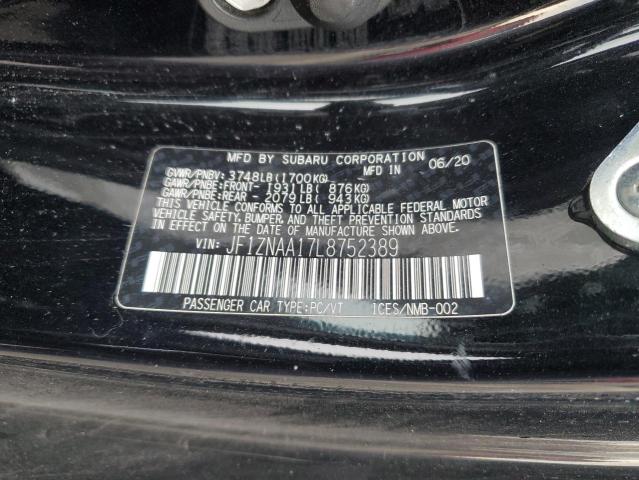 MFD BY SUBARU CORPORATION 06/20
GVWR/PNBV: 3748LB(1700KG)
GAWR/PNBE:FRONT- 1931LB( 876KG)
GAWR/PNBE:REAR - 2079LB( 943KG)
THIS VEHICLE CONFORMS TO ALL APPLICABLE FEDERAL MOTOR
VEHICLE SAFETY,BUMPER,AND THEFT PREVENTION STANDARDS
IN EFFECT ON THE DATE OF MANUFACTURE SHOWN ABOVE.
VIN: JF1ZNAA17L8752389
PASSENGER CAR TYPE:PC/VT ICES/NMB-002